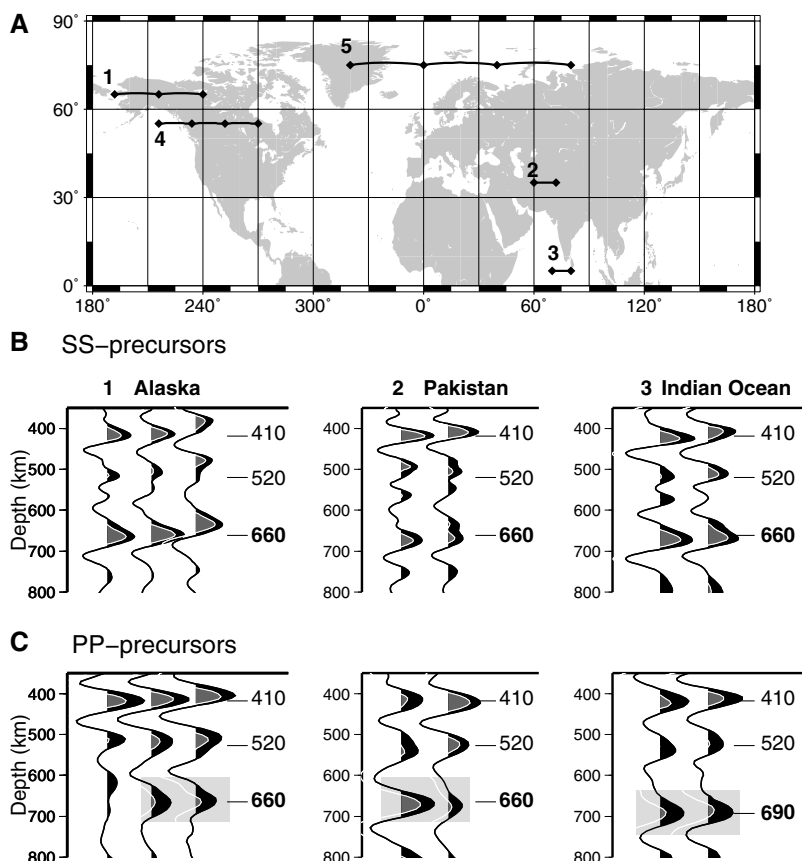 A
90°
60°
30°
0°
1
5
4
2
3
180° 240° 300° 0° 60° 120° 180°
B SS−precursors
1 Alaska 2 Pakistan 3 Indian Ocean
Depth (km)
400 410 400 410 400 410
500 520 500 520 500 520
600 600 600
660 660 660
700 700 700
800 800 800
C PP−precursors
Depth (km)
400 410 400 410 400 410
500 520 500 520 500 520
600 600 600
660 660 690
700 700 700
800 800 800